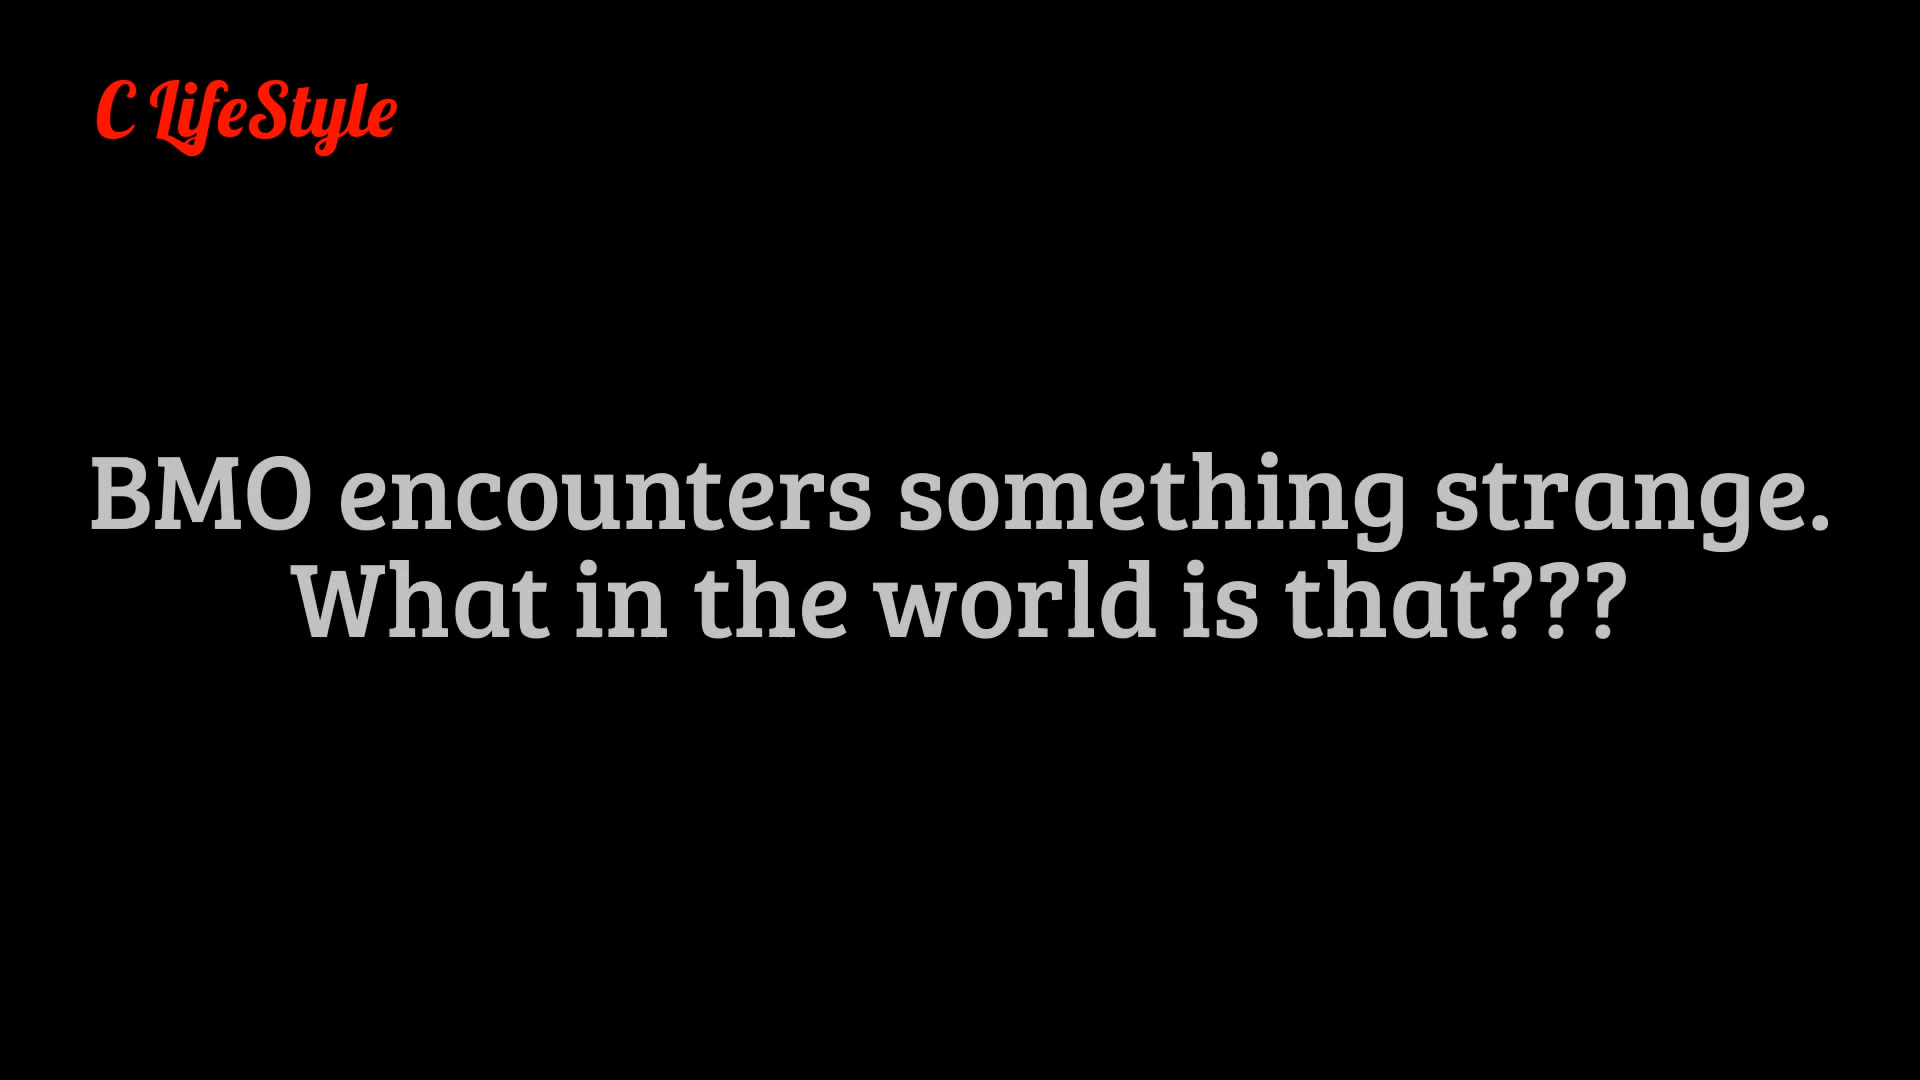 C LifeStyle
BMO encounters something strange.
What in the world is that???